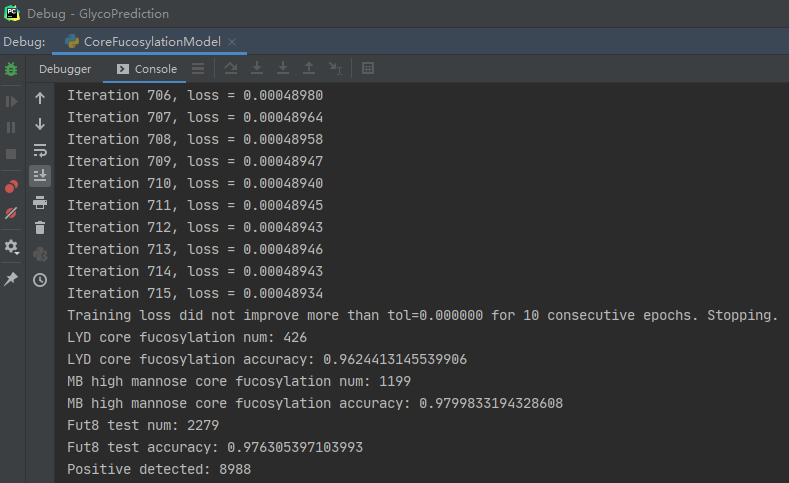 Debug - GlycoPrediction
Debug: CoreFucosylationModel
Debugger Console
Iteration 706, loss = 0.00048980
Iteration 707, loss = 0.00048964
Iteration 708, loss = 0.00048958
Iteration 709, loss = 0.00048947
Iteration 710, loss = 0.00048940
Iteration 711, loss = 0.00048945
Iteration 712, loss = 0.00048943
Iteration 713, loss = 0.00048946
Iteration 714, loss = 0.00048943
Iteration 715, loss = 0.00048934
Training loss did not improve more than tol=0.000000 for 10 consecutive epochs. Stopping.
LYD core fucosylation num: 426
LYD core fucosylation accuracy: 0.9624413145539906
MB high mannose core fucosylation num: 1199
MB high mannose core fucosylation accuracy: 0.9799833194328608
Fut8 test num: 2279
Fut8 test accuracy: 0.976305397103993
Positive detected: 8988